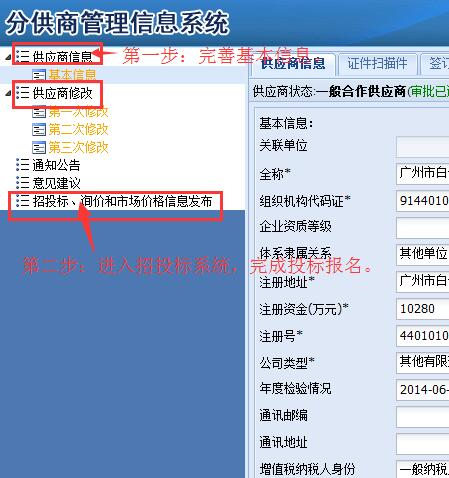 分供商管理信息系统
供应商信息
第一步：完善基本信息。
基本信息
供应商修改
第一次修改
第二次修改
第三次修改
通知公告
意见建议
招投标、询价和市场价格信息发布
第二步：进入招投标系统，完成投标报名。
供应商信息 证件扫描件
供应商状态:一般合作供应商
基本信息：
关联单位
全称* 广州市白
组织机构代码证* 9144010
企业资质等级
体系隶属关系 其他单位
注册地址* 广州市白
注册资金(万元)* 10280
注册号* 4401010
公司类型* 其他有限
年度检验情况 2014-06-
通讯邮编
通讯地址
增值税纳税人身份 一般纳税